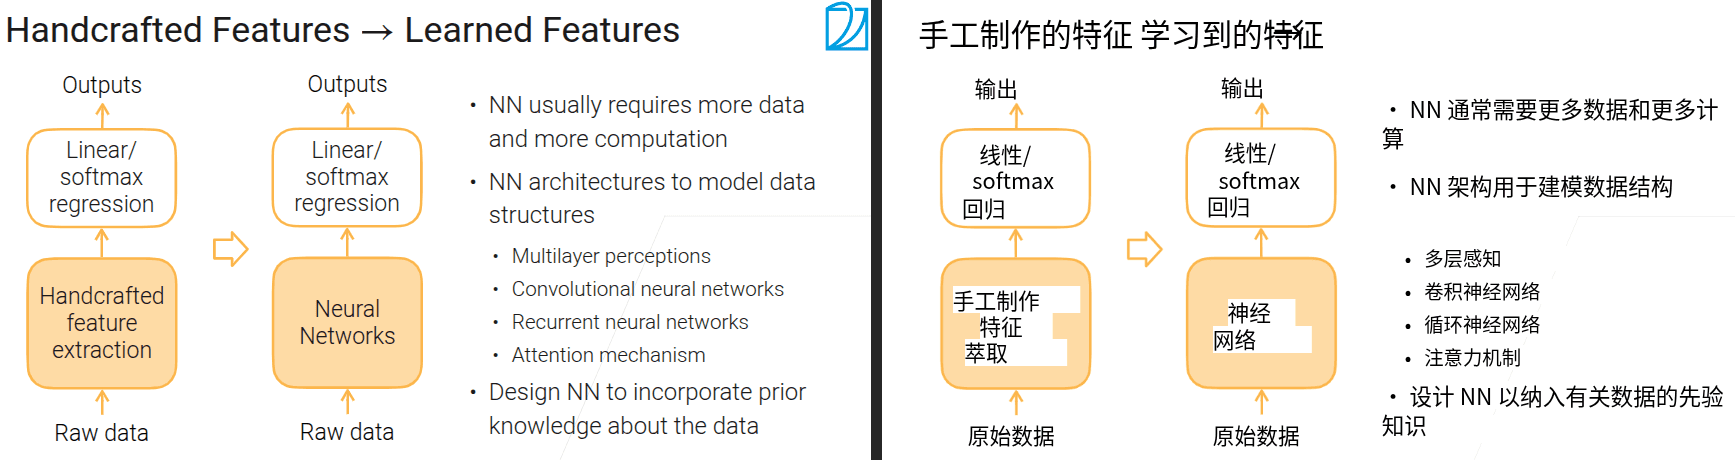 Handcrafted Features → Learned Features
Outputs
Linear/
softmax
regression
Handcrafted
feature
extraction
Raw data
Outputs
Linear/
softmax
regression
Neural
Networks
Raw data
• NN usually requires more data
and more computation
• NN architectures to model data
structures
• Multilayer perceptions
• Convolutional neural networks
• Recurrent neural networks
• Attention mechanism
• Design NN to incorporate prior
knowledge about the data
手工制作的特征 学习到的特征
输出
线性/
softmax
回归
手工制作
特征
萃取
原始数据
输出
线性/
softmax
回归
神经
网络
原始数据
• NN 通常需要更多数据和更多计
算
• NN 架构用于建模数据结构
• 多层感知
• 卷积神经网络
• 循环神经网络
• 注意力机制
• 设计 NN 以纳入有关数据的先验
知识